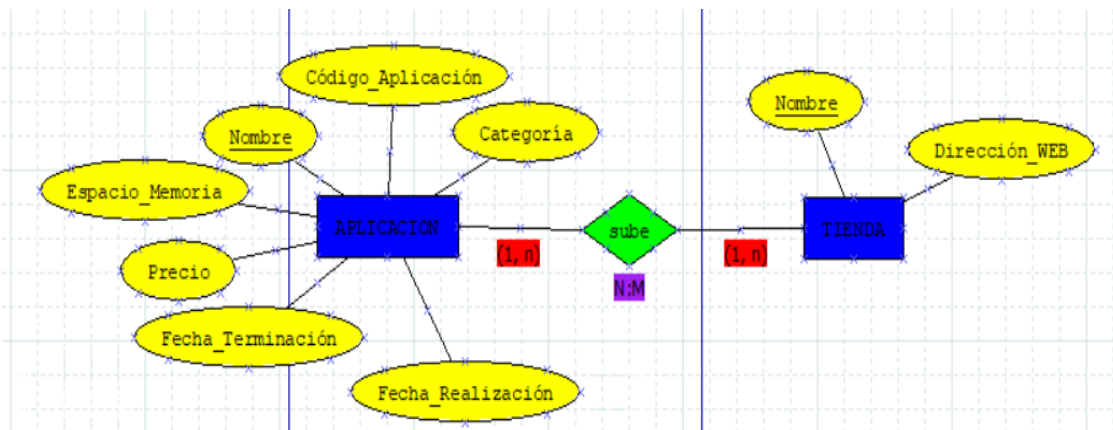 Código_Aplicación
Nombre
Categoría
Nombre
Dirección_WEB
Espacio_Memoria
APLICACION
sube
TIENDA
(1,n)
(1,n)
Precio
N:M
Fecha_Terminación
Fecha_Realización